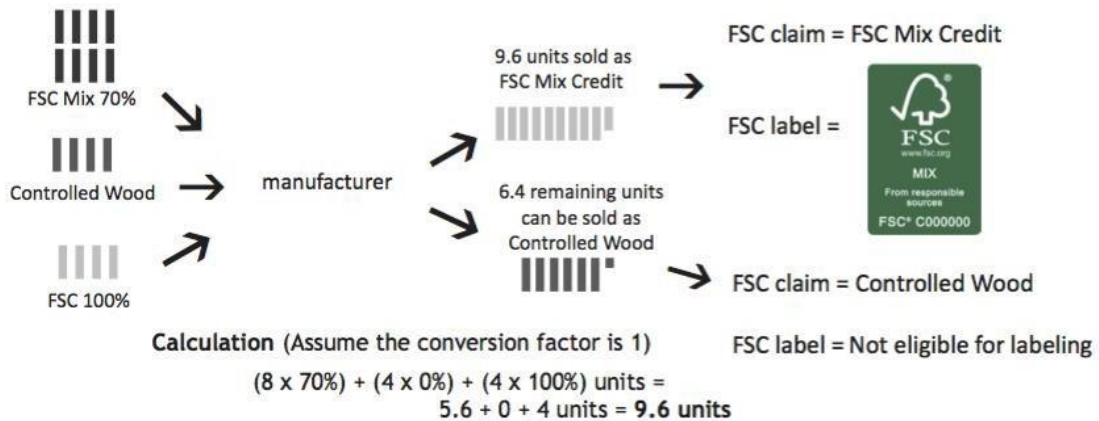 FSC Mix 70%
Controlled Wood
FSC 100%
manufacturer
9.6 units sold as
FSC Mix Credit
6.4 remaining units
can be sold as
Controlled Wood
FSC claim = FSC Mix Credit
FSC label =
®
FSC
www.fsc.org
MIX
From responsible
sources
FSC® C000000
FSC claim = Controlled Wood
FSC label = Not eligible for labeling
Calculation (Assume the conversion factor is 1)
(8 x 70%) + (4 x 0%) + (4 x 100%) units =
5.6 + 0 + 4 units = 9.6 units